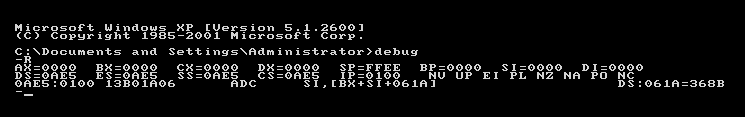 Microsoft Windows XP [Version 5.1.2600]
(C) Copyright 1985-2001 Microsoft Corp.
C:\Documents and Settings\Administrator>debug
-R
AX=0000  BX=0000  CX=0000  DX=0000  SP=FFEE  BP=0000  SI=0000  DI=0000
DS=0AE5  ES=0AE5  SS=0AE5  CS=0AE5  IP=0100   NV UP EI PL NZ NA PO NC
0AE5:0100 13B01A06      ADC     SI,[BX+SI+061A]                    DS:061A=368B
-_